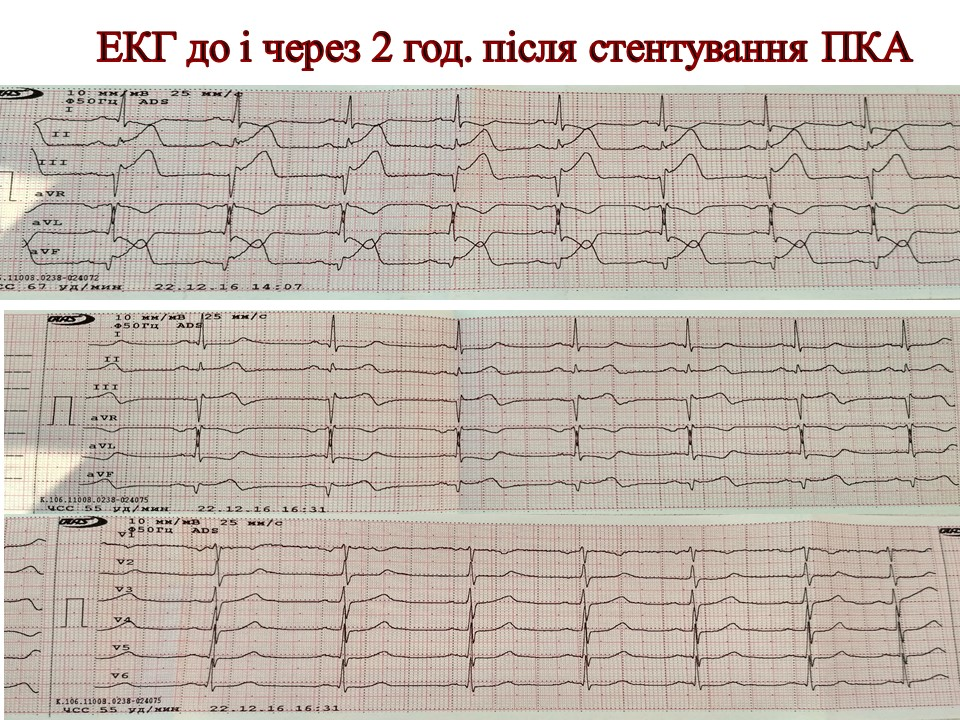 ЕКГ до і через 2 год. після стентування ПКА
10 мм/мВ 25 мм/с
Ф50Гц ADS
I
II
III
aVR
aVL
aVF
.11008.0238-024072
СС 67 уд/мин 22.12.16 14:07
10 мм/мВ 25 мм/с
Ф50Гц ADS
I
II
III
aVR
aVL
aVF
К.106.11008.0238-024075
ЧСС 55 уд/мин 22.12.16 16:31
10 мм/мВ 25 мм/с
Ф50Гц ADS
V1
V2
V3
V4
V5
V6
К.106.11008.0238-024075
ЧСС 55 уд/мин 22.12.16 16:31